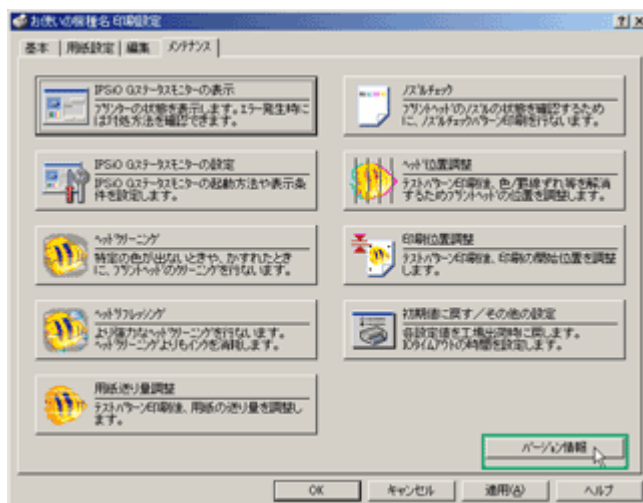 お使いの機種名 印刷設定
基本 用紙設定 編集 メンテナンス
IPSiO Gステータスモニターの表示
プリンターの状態を表示します。エラー発生時に
は対処方法を確認できます。
IPSiO Gステータスモニターの設定
IPSiO Gステータスモニターの起動方法や表示条
件を設定します。
ヘッドクリーニング
特定の色が出ないときや、かすれたとき
に、プリントヘッドのクリーニングを行ないます。
ヘッドリフレッシング
より強力なヘッドクリーニングを行ないます。
ヘッドクリーニングよりもインクを消耗します。
用紙送り量調整
テストパターン印刷後、用紙の送り量を調整し
ます。
ノズルチェック
プリントヘッドのノズルの状態を確認するため
に、ノズルチェックパターン印刷を行ないます。
ヘッド位置調整
テストパターン印刷後、色/罫線ずれ等を解消
するためプリントヘッドの位置を調整します。
印刷位置調整
テストパターン印刷後、印刷の開始位置を調整
します。
初期値に戻す/その他の設定
各設定値を工場出荷時に戻します。
IOタイムアウトの時間を設定します。
バージョン情報
OK キャンセル 適用(A) ヘルプ